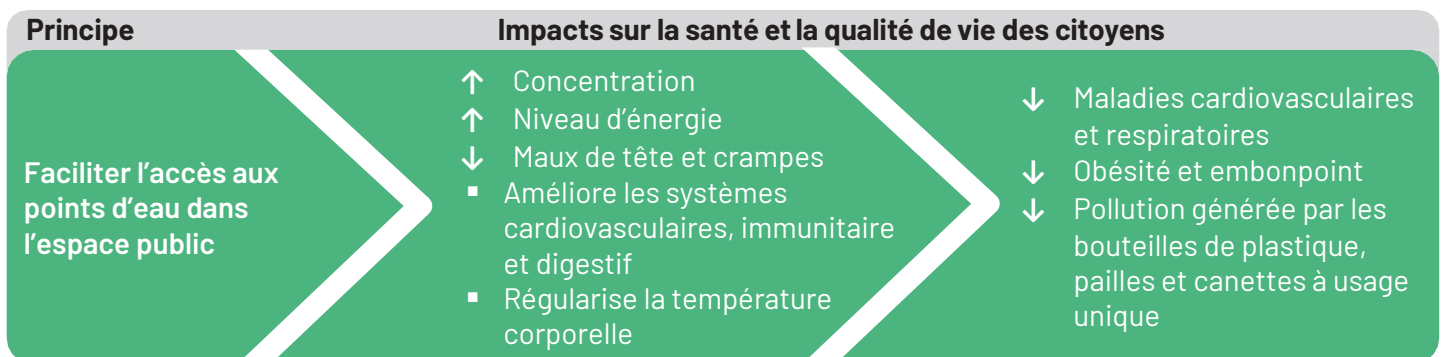 Principe
Impacts sur la santé et la qualité de vie des citoyens
Faciliter l’accès aux
points d’eau dans
l’espace public
↑ Concentration
↑ Niveau d’énergie
↓ Maux de tête et crampes
▪ Améliore les systèmes
cardiovasculaires, immunitaire
et digestif
▪ Régularise la température
corporelle
↓ Maladies cardiovasculaires
et respiratoires
↓ Obésité et embonpoint
↓ Pollution générée par les
bouteilles de plastique,
pailles et canettes à usage
unique